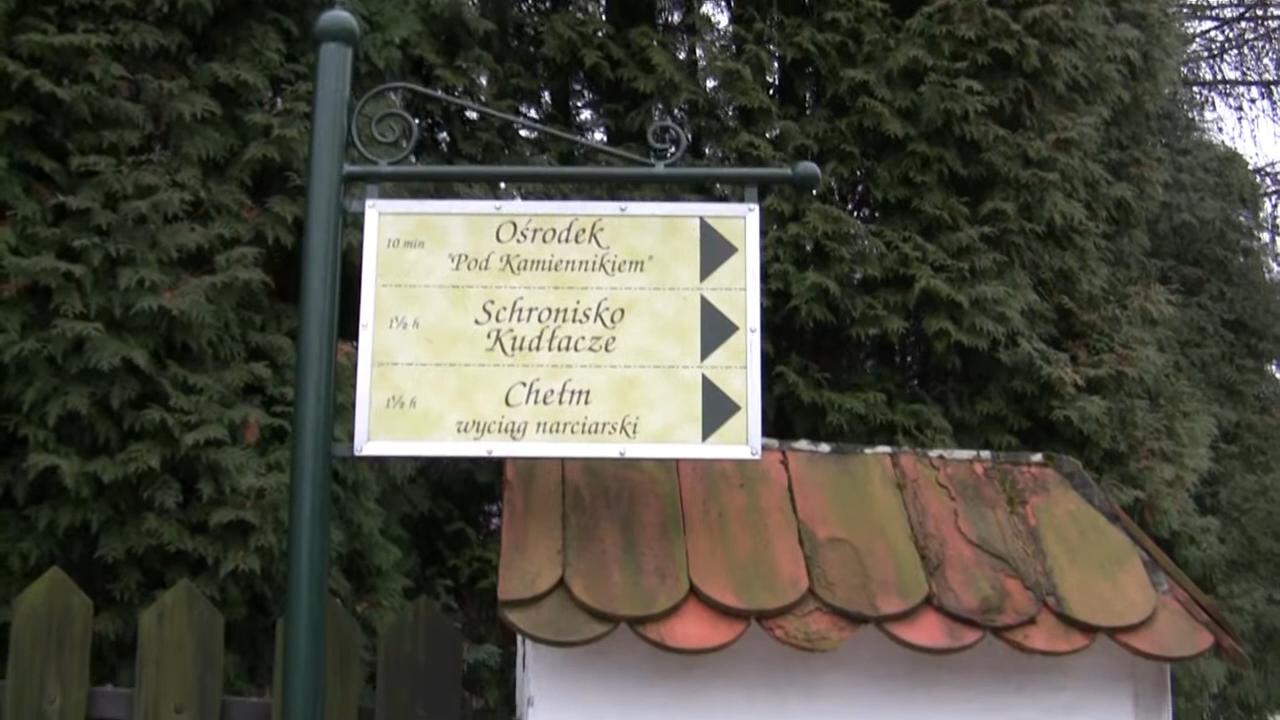 10 min
Ośrodek
"Pod Kamiennikiem"
1½ h
Schronisko
Kudłacze
1½ h
Chełm
wyciąg narciarski